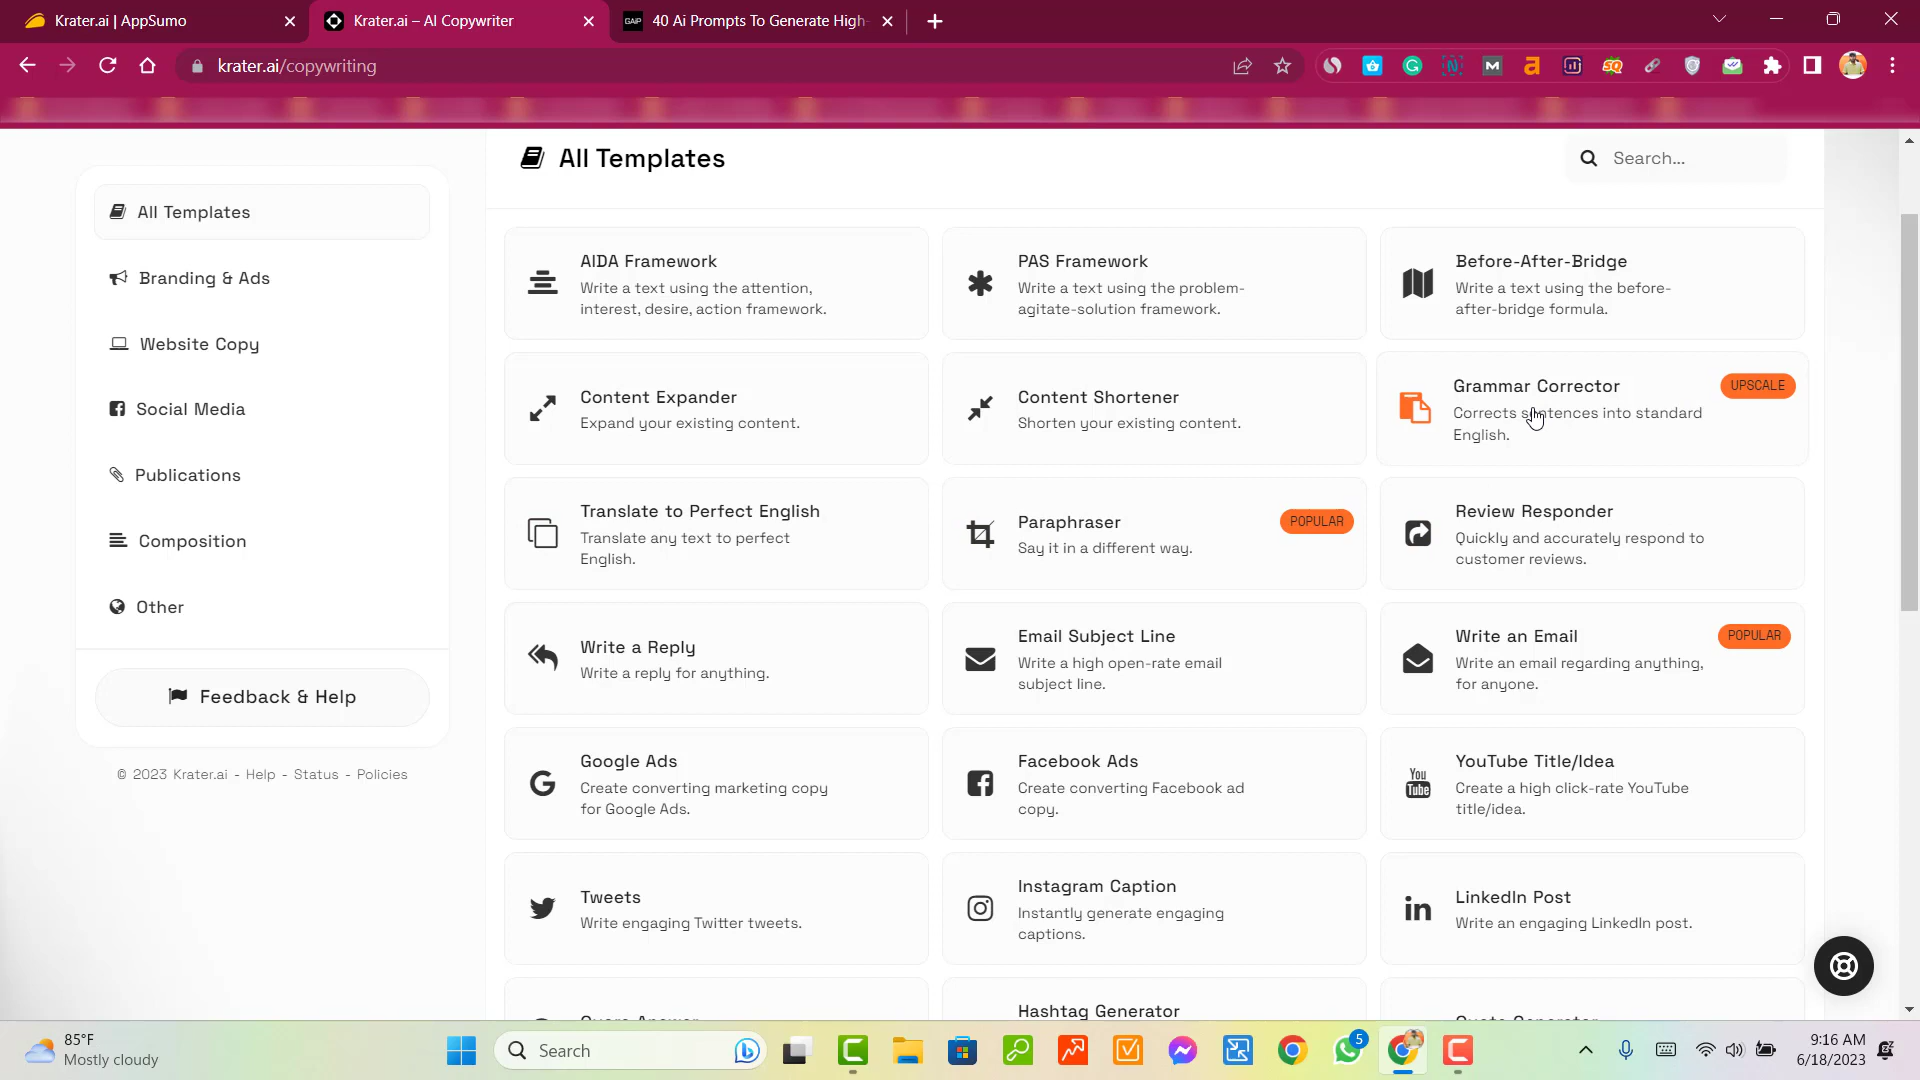 Krater.ai | AppSumo
Krater.ai – AI Copywriter
GAIP
40 Ai Prompts To Generate High-
krater.ai/copywriting
All Templates
Search...
All Templates
Branding & Ads
Website Copy
Social Media
Publications
Composition
Other
Feedback & Help
© 2023 Krater.ai - Help - Status - Policies
AIDA Framework
Write a text using the attention,
interest, desire, action framework.
PAS Framework
Write a text using the problem-
agitate-solution framework.
Before-After-Bridge
Write a text using the before-
after-bridge formula.
Content Expander
Expand your existing content.
Content Shortener
Shorten your existing content.
Grammar Corrector
UPSCALE
Corrects sentences into standard
English.
Translate to Perfect English
Translate any text to perfect
English.
Paraphraser
POPULAR
Say it in a different way.
Review Responder
Quickly and accurately respond to
customer reviews.
Write a Reply
Write a reply for anything.
Email Subject Line
Write a high open-rate email
subject line.
Write an Email
POPULAR
Write an email regarding anything,
for anyone.
Google Ads
Create converting marketing copy
for Google Ads.
Facebook Ads
Create converting Facebook ad
copy.
You
Tube
YouTube Title/Idea
Create a high click-rate YouTube
title/idea.
Tweets
Write engaging Twitter tweets.
Instagram Caption
Instantly generate engaging
captions.
in
LinkedIn Post
Write an engaging LinkedIn post.
Hashtag Generator
85°F
Mostly cloudy
Search
5
9:16 AM
6/18/2023